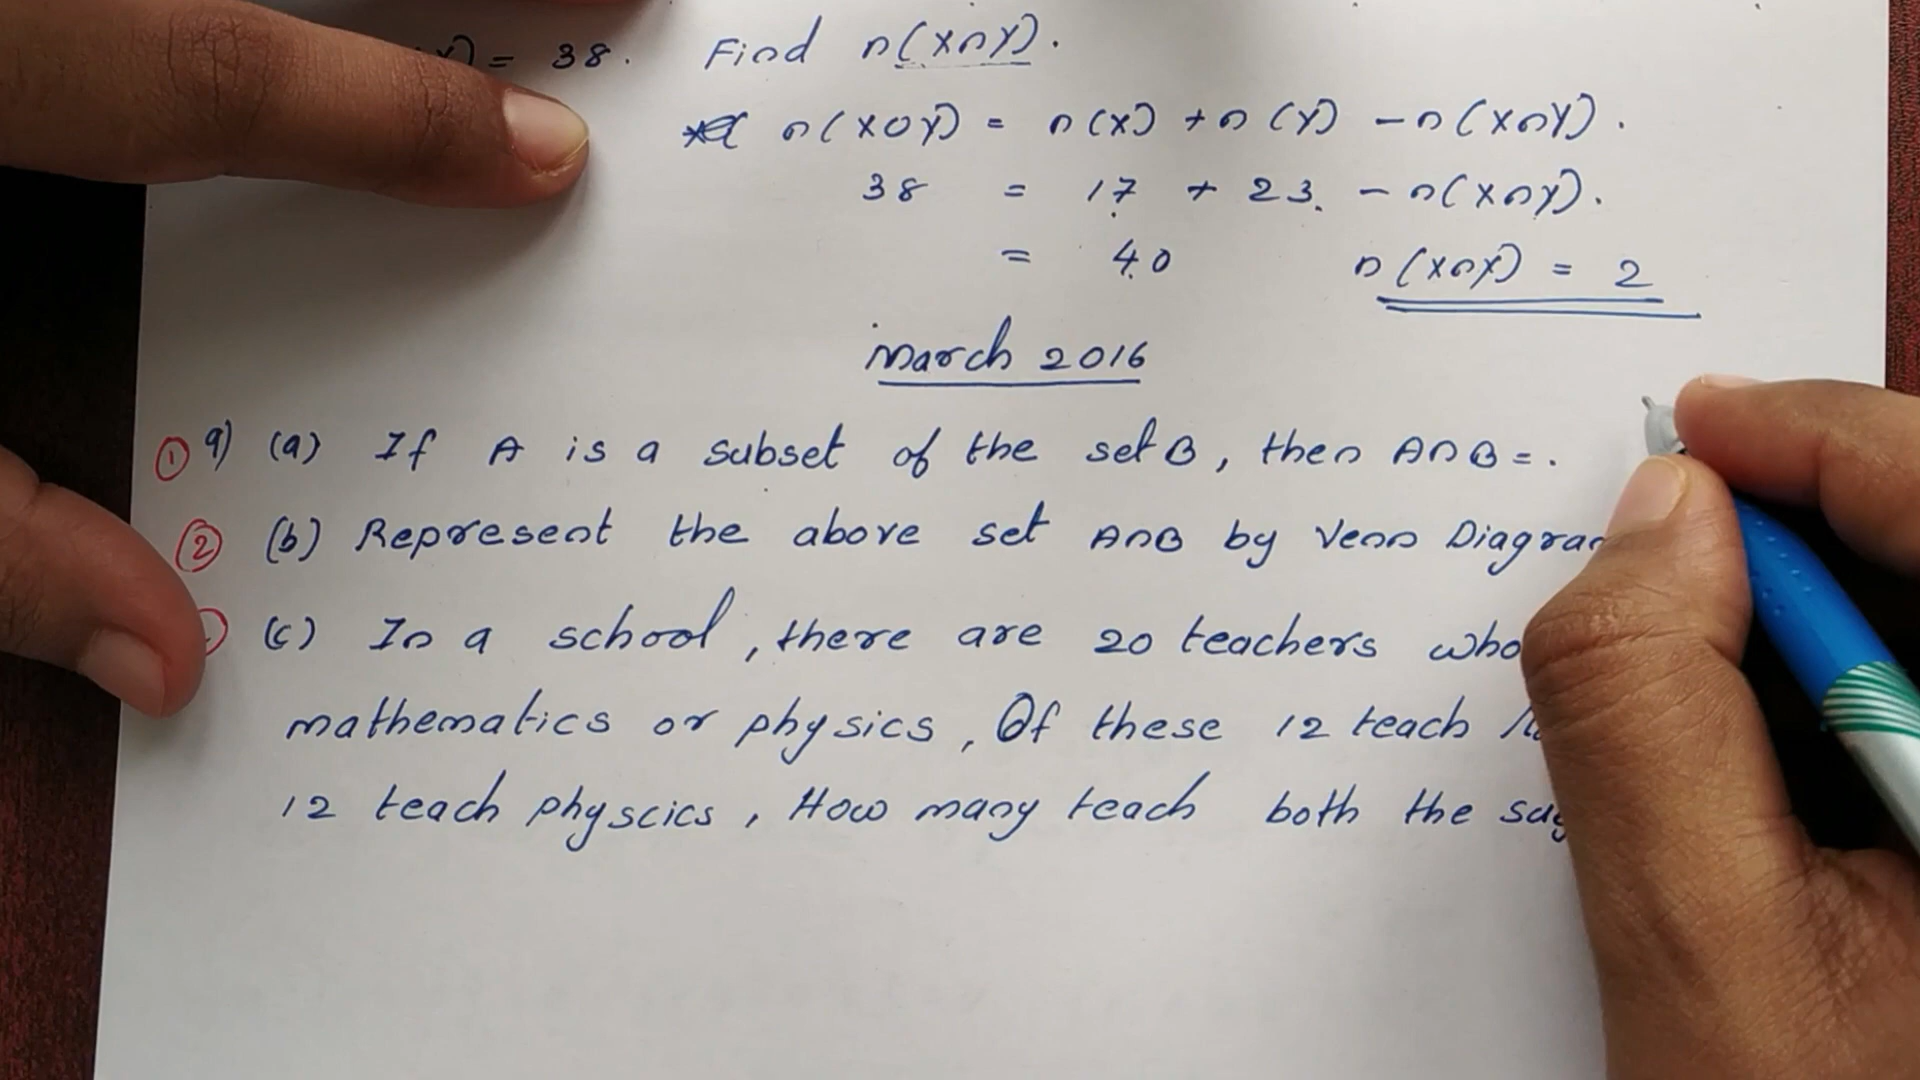 ) = 38. Find n(X∩Y).
n(X∪Y) = n(X) + n(Y) - n(X∩Y).
38 = 17 + 23. - n(X∩Y).
= 40 n(X∩Y) = 2
March 2016
① 9) (a) If A is a subset of the set B, then A∩B = .
② (b) Represent the above set A∩B by Venn
(c) In a school, there are 20 teachers who
mathematics or physics, Of these 12 teach
12 teach physcics, How many teach both the